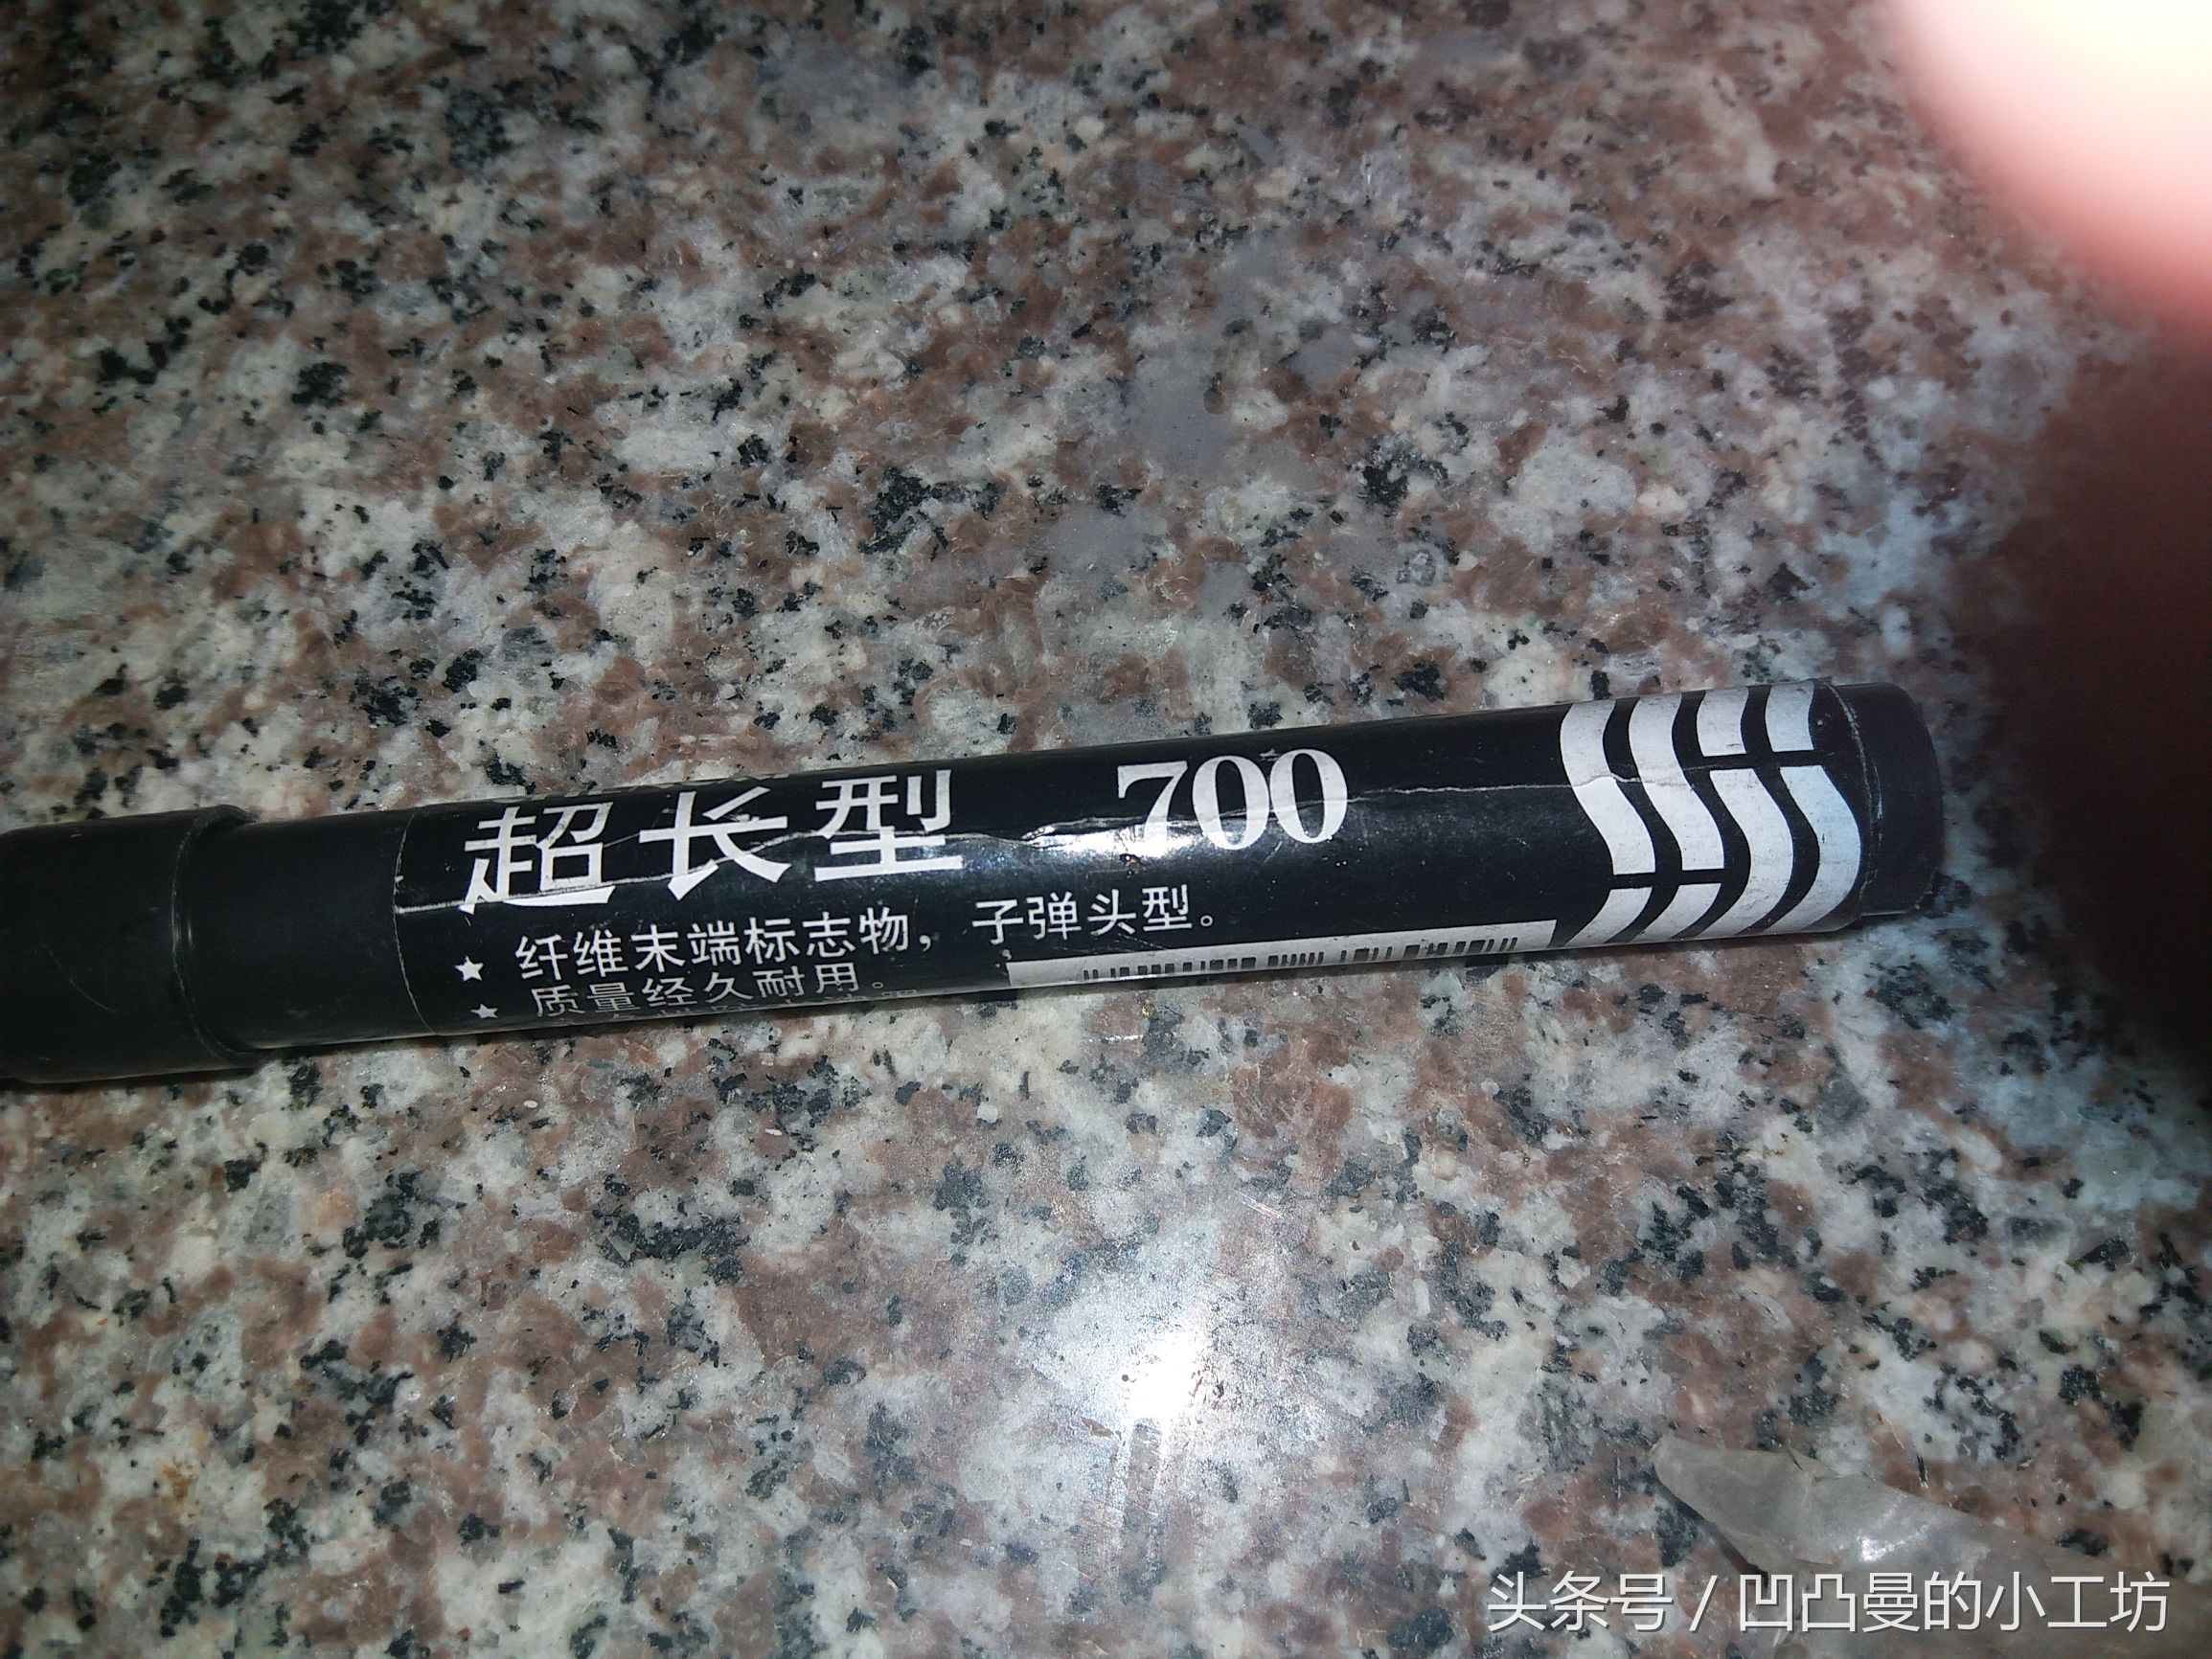 超长型 700
★ 纤维末端标志物，子弹头型。
★ 质量经久耐用。
头条号 / 凹凸曼的小工坊